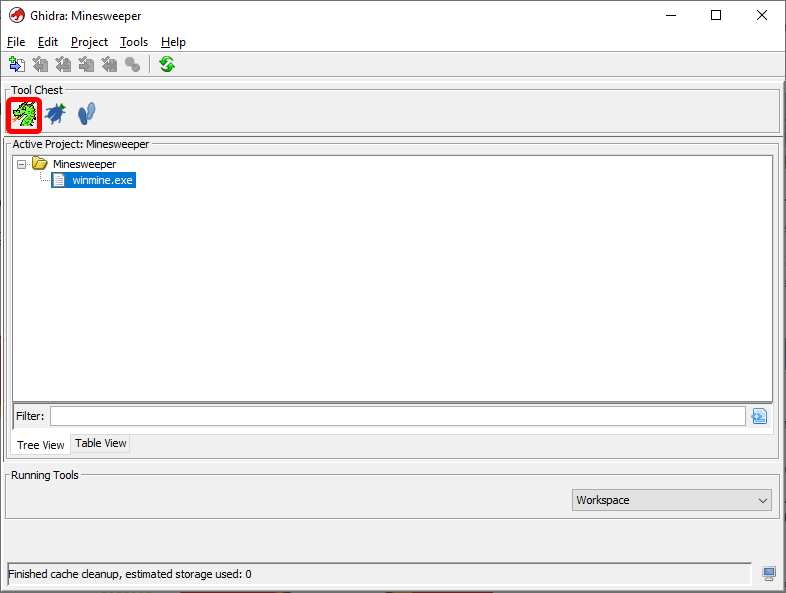 Ghidra: Minesweeper
File Edit Project Tools Help
Tool Chest
Active Project: Minesweeper
Minesweeper
winmine.exe
Filter:
Tree View Table View
Running Tools
Workspace
Finished cache cleanup, estimated storage used: 0